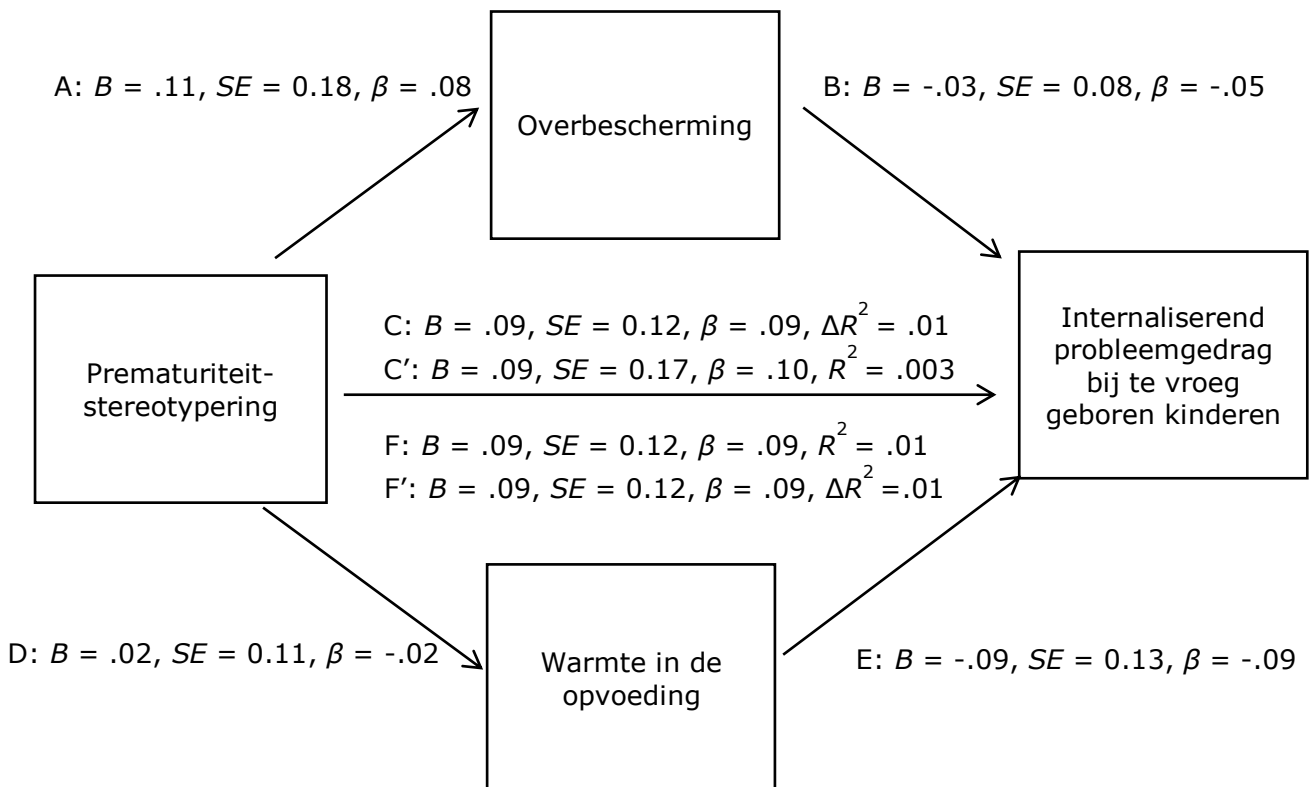 A: B = .11, SE = 0.18, β = .08
Overbescherming
B: B = -.03, SE = 0.08, β = -.05
Prematuriteit-
stereotypering
C: B = .09, SE = 0.12, β = .09, ΔR² = .01
C’: B = .09, SE = 0.17, β = .10, R² = .003
F: B = .09, SE = 0.12, β = .09, R² = .01
F’: B = .09, SE = 0.12, β = .09, ΔR² =.01
Internaliserend
probleemgedrag
bij te vroeg
geboren kinderen
D: B = .02, SE = 0.11, β = -.02
Warmte in de
opvoeding
E: B = -.09, SE = 0.13, β = -.09